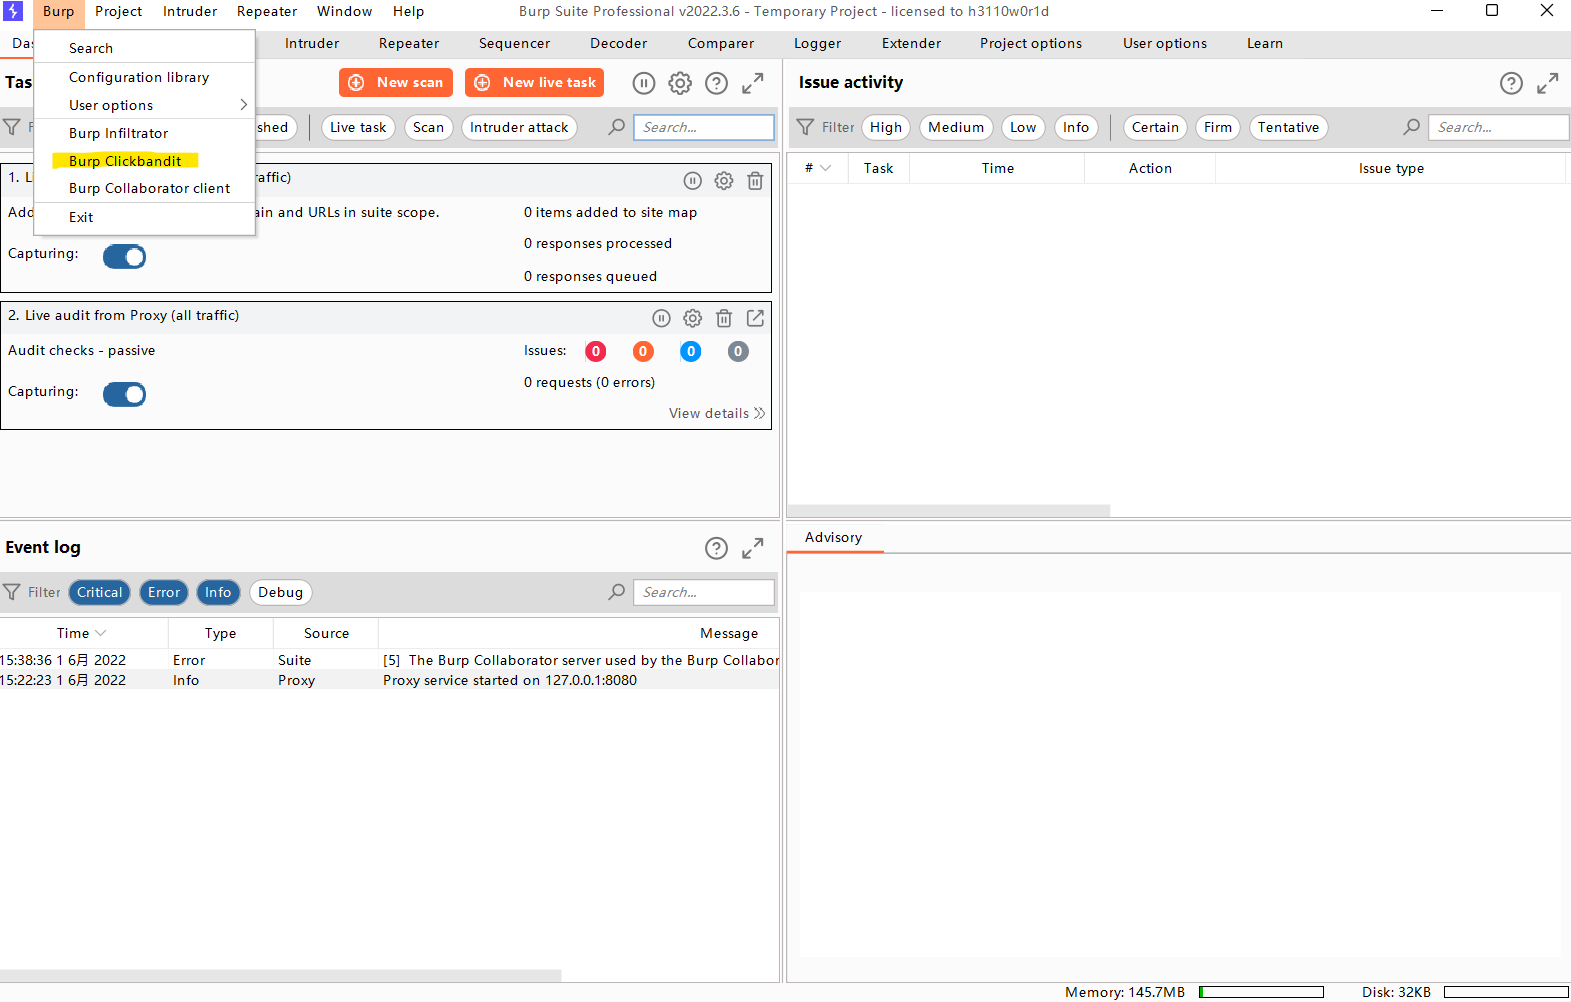 Burp Project Intruder Repeater Window Help Burp Suite Professional v2022.3.6 - Temporary Project - licensed to h3110w0r1d
Intruder Repeater Sequencer Decoder Comparer Logger Extender Project options User options Learn
Search
Configuration library
User options
Burp Infiltrator
Burp Clickbandit
Burp Collaborator client
Exit
New scan New live task
Live task Scan Intruder attack Search...
1. L raffic)
ain and URLs in suite scope. 0 items added to site map
0 responses processed
Capturing:
0 responses queued
2. Live audit from Proxy (all traffic)
Audit checks - passive Issues: 0 0 0 0
0 requests (0 errors)
Capturing:
View details
Issue activity
Filter High Medium Low Info Certain Firm Tentative Search...
# Task Time Action Issue type
Event log
Filter Critical Error Info Debug Search...
Time Type Source Message
15:38:36 1 6月 2022 Error Suite [5] The Burp Collaborator server used by the Burp Collabor
15:22:23 1 6月 2022 Info Proxy Proxy service started on 127.0.0.1:8080
Advisory
Memory: 145.7MB Disk: 32KB